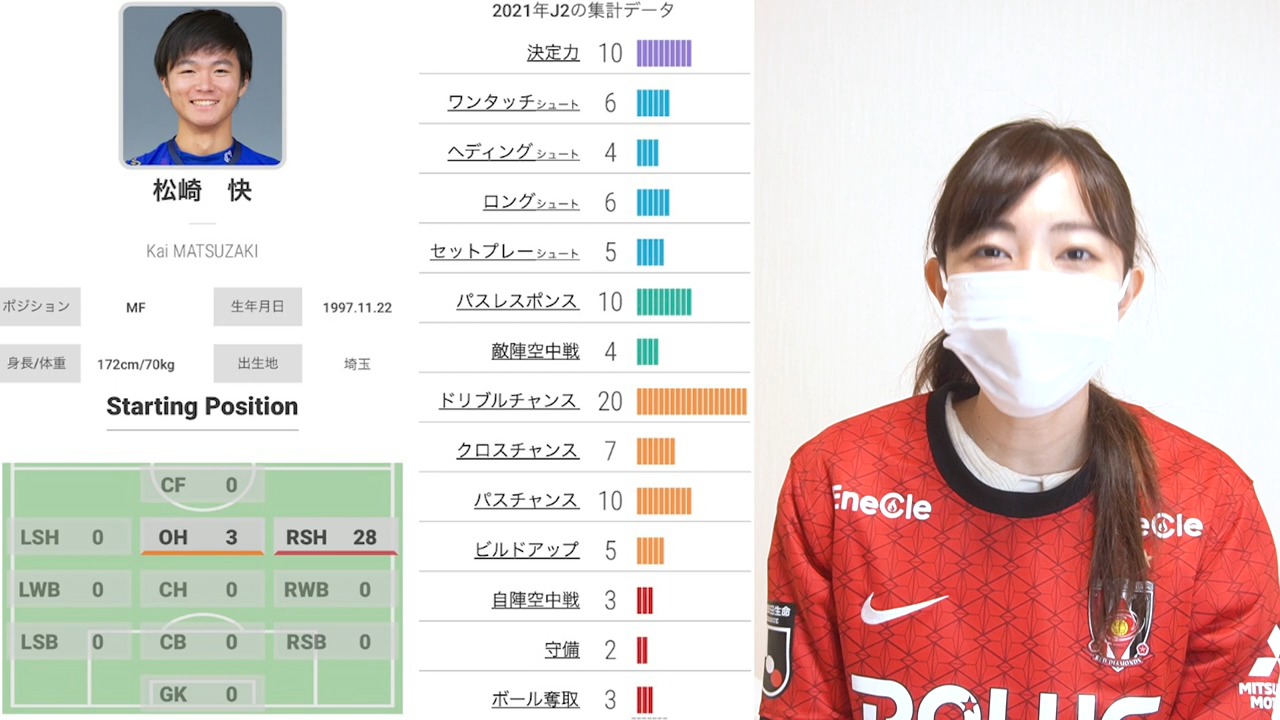 松崎 快
Kai MATSUZAKI
ポジション MF 生年月日 1997.11.22
身長/体重 172cm/70kg 出生地 埼玉
Starting Position
CF 0
LSH 0 OH 3 RSH 28
LWB 0 CH 0 RWB 0
LSB 0 CB 0 RSB 0
GK 0
2021年J2の集計データ
決定力 10
ワンタッチシュート 6
ヘディングシュート 4
ロングシュート 6
セットプレーシュート 5
パスレスポンス 10
敵陣空中戦 4
ドリブルチャンス 20
クロスチャンス 7
パスチャンス 10
ビルドアップ 5
自陣空中戦 3
守備 2
ボール奪取 3
EneCle
eCle
RED DIAMONDS
MITSU
MOT